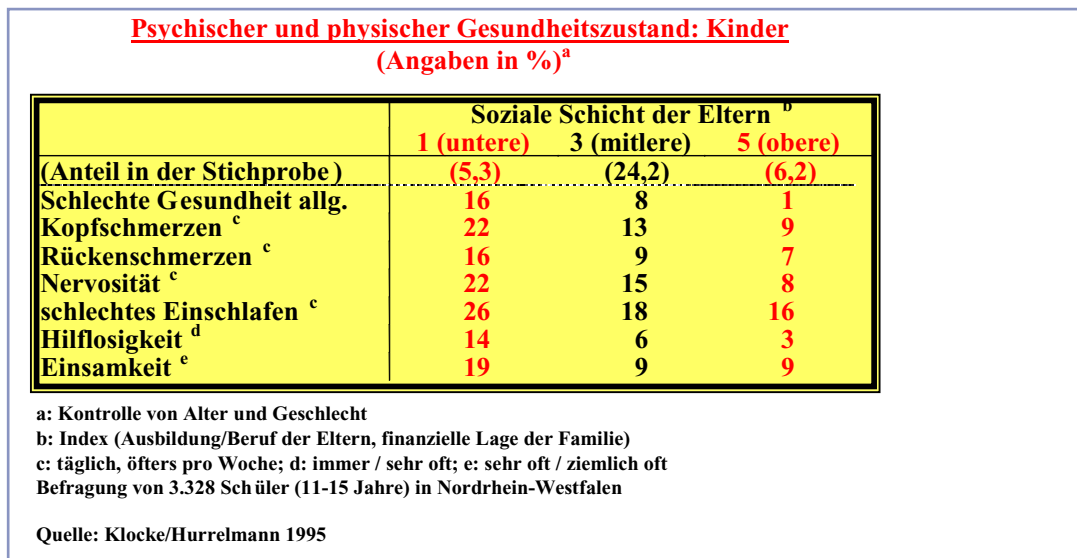 Psychischer und physischer Gesundheitszustand: Kinder
(Angaben in %)a
Soziale Schicht der Eltern b
1 (untere) 3 (mitlere) 5 (obere)
(Anteil in der Stichprobe) (5,3) (24,2) (6,2)
Schlechte Gesundheit allg. 16 8 1
Kopfschmerzen c 22 13 9
Rückenschmerzen c 16 9 7
Nervosität c 22 15 8
schlechtes Einschlafen c 26 18 16
Hilflosigkeit d 14 6 3
Einsamkeit e 19 9 9
a: Kontrolle von Alter und Geschlecht
b: Index (Ausbildung/Beruf der Eltern, finanzielle Lage der Familie)
c: täglich, öfters pro Woche; d: immer / sehr oft; e: sehr oft / ziemlich oft
Befragung von 3.328 Schüler (11-15 Jahre) in Nordrhein-Westfalen
Quelle: Klocke/Hurrelmann 1995